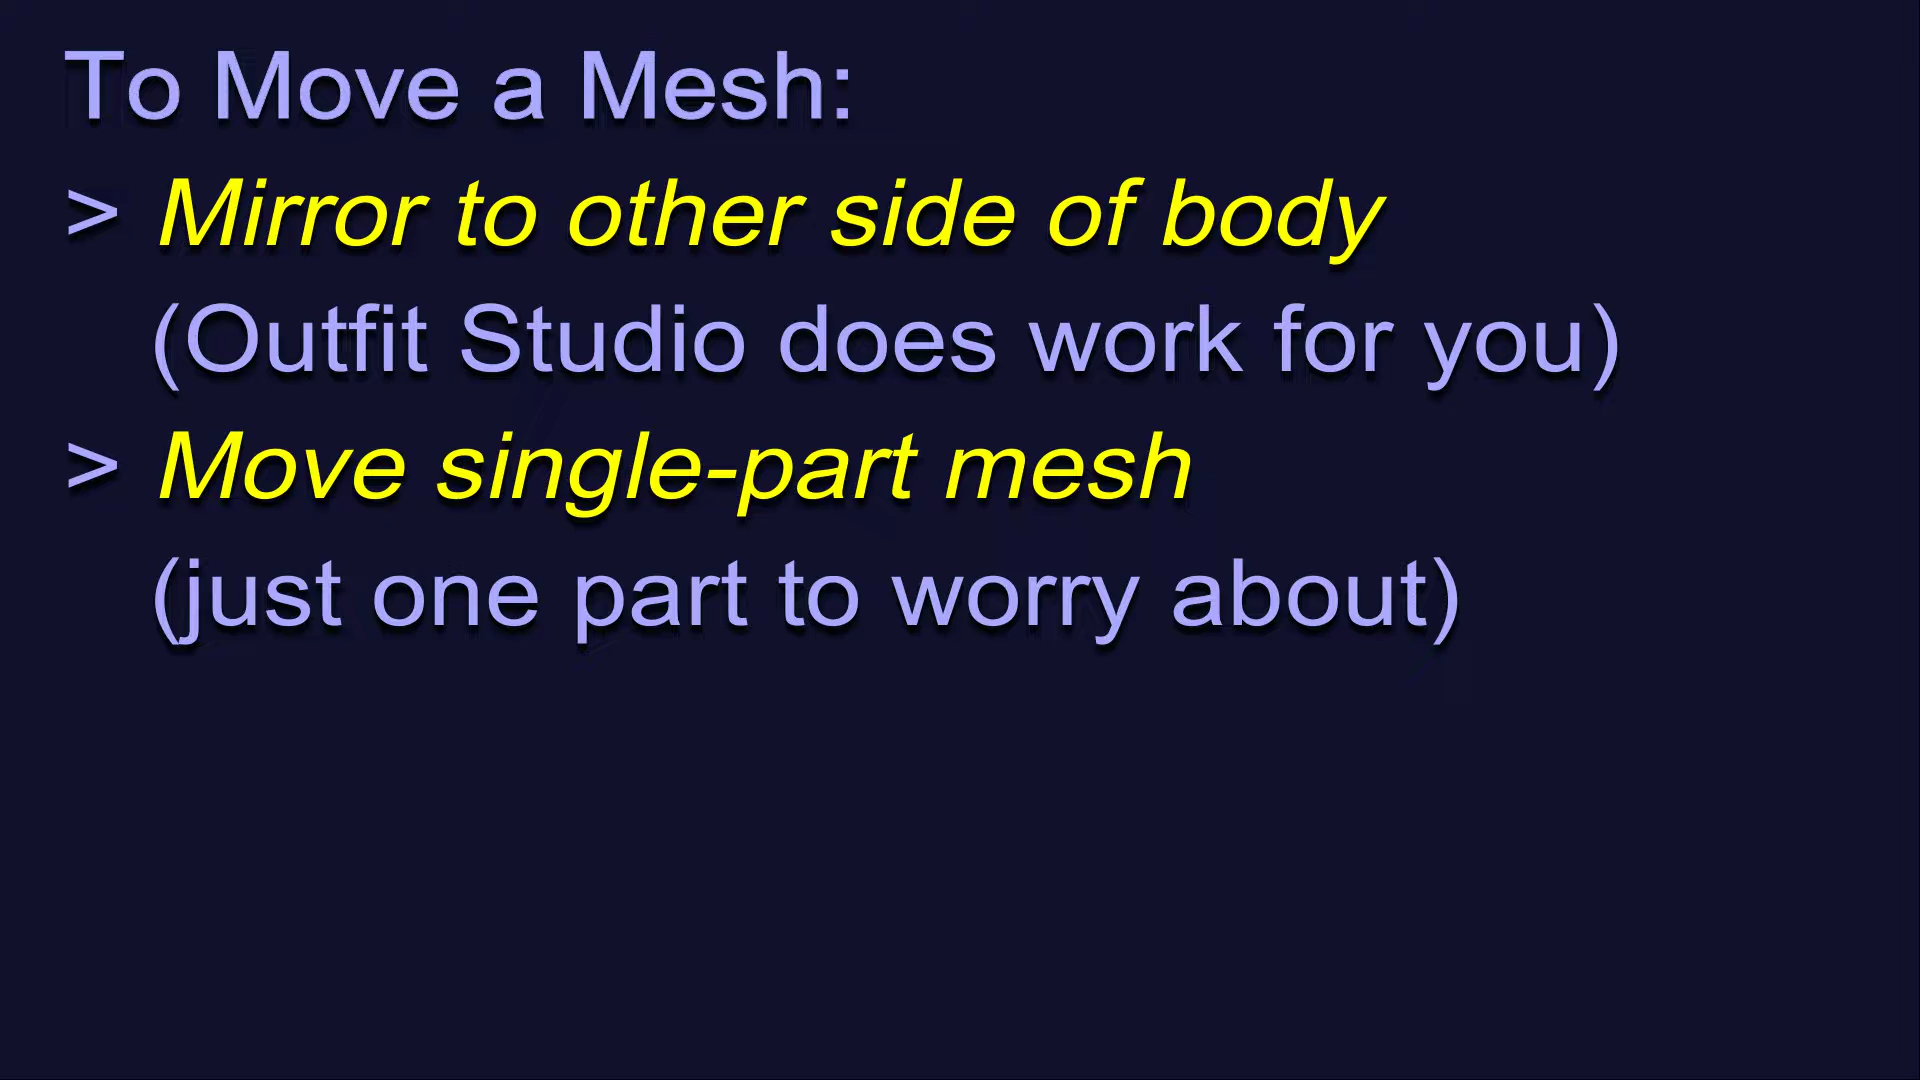 To Move a Mesh:
> Mirror to other side of body
(Outfit Studio does work for you)
> Move single-part mesh
(just one part to worry about)